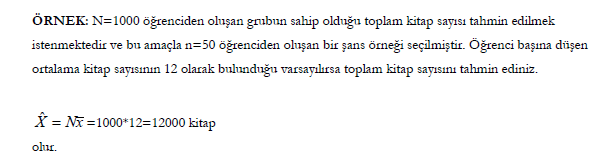 ÖRNEK: N=1000 öğrenciden oluşan grubun sahip olduğu toplam kitap sayısı tahmin edilmek
istenmektedir ve bu amaçla n=50 öğrenciden oluşan bir şans örneği seçilmiştir. Öğrenci başına düşen
ortalama kitap sayısının 12 olarak bulunduğu varsayılırsa toplam kitap sayısını tahmin ediniz.
X̂ = Nx̄ =1000*12=12000 kitap
olur.